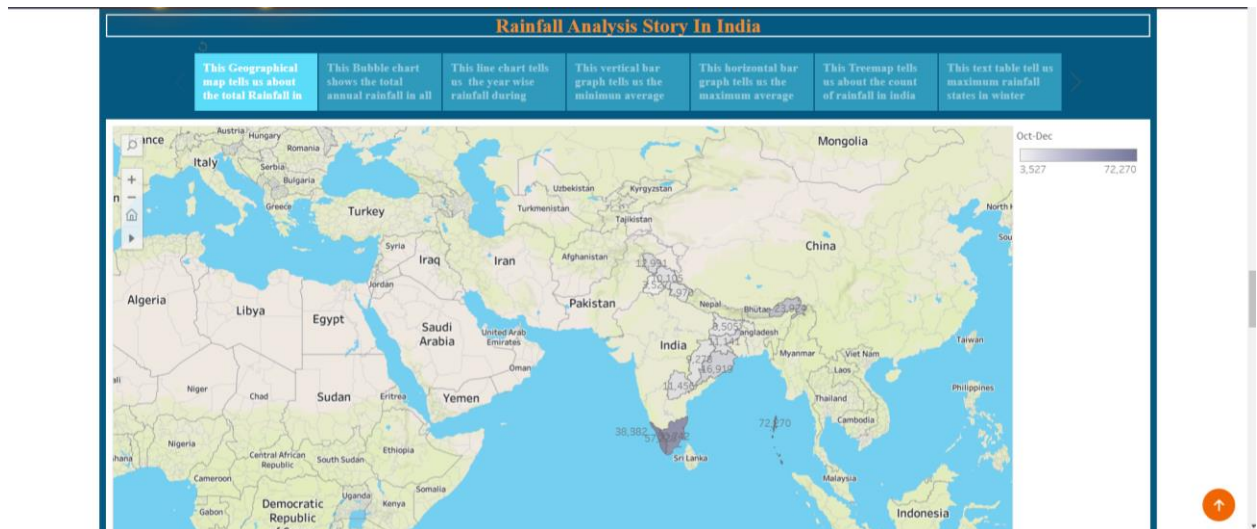 Rainfall Analysis Story In India
This Geographical
map tells us about
the total Rainfall in
This Bubble chart
shows the total
annual rainfall in all
This line chart tells
us the year wise
rainfall during
This vertical bar
graph tells us the
minimun average
This horizontal bar
graph tells us the
maximum average
This Treemap tells
us about the count
of rainfall in india
This text table tell us
maximum rainfall
states in winter
Oct-Dec
3,527 72,270
Austria
Hungary
Romania
Italy
Serbia
Bulgaria
Greece
Turkey
Uzbekistan
Kyrgyzstan
Turkmenistan
Tajikistan
Mongolia
China
Syria
Iraq
Iran
Afghanistan
Jordan
Pakistan
Nepal
Bhutan
Algeria
Libya
Egypt
Saudi
Arabia
United Arab
Emirates
Oman
India
Bangladesh
Myanmar
Viet Nam
Laos
Taiwan
Niger
Chad
Sudan
Eritrea
Yemen
Thailand
Cambodia
Philippines
12,991
10,105
7,970
8,505
11,141
9,278
16,919
11,456
38,382
72,270
Nigeria
Central African
Republic
South Sudan
Ethiopia
Sri Lanka
Cameroon
Malaysia
Gabon
Democratic
Republic
Uganda
Kenya
Somalia
Indonesia